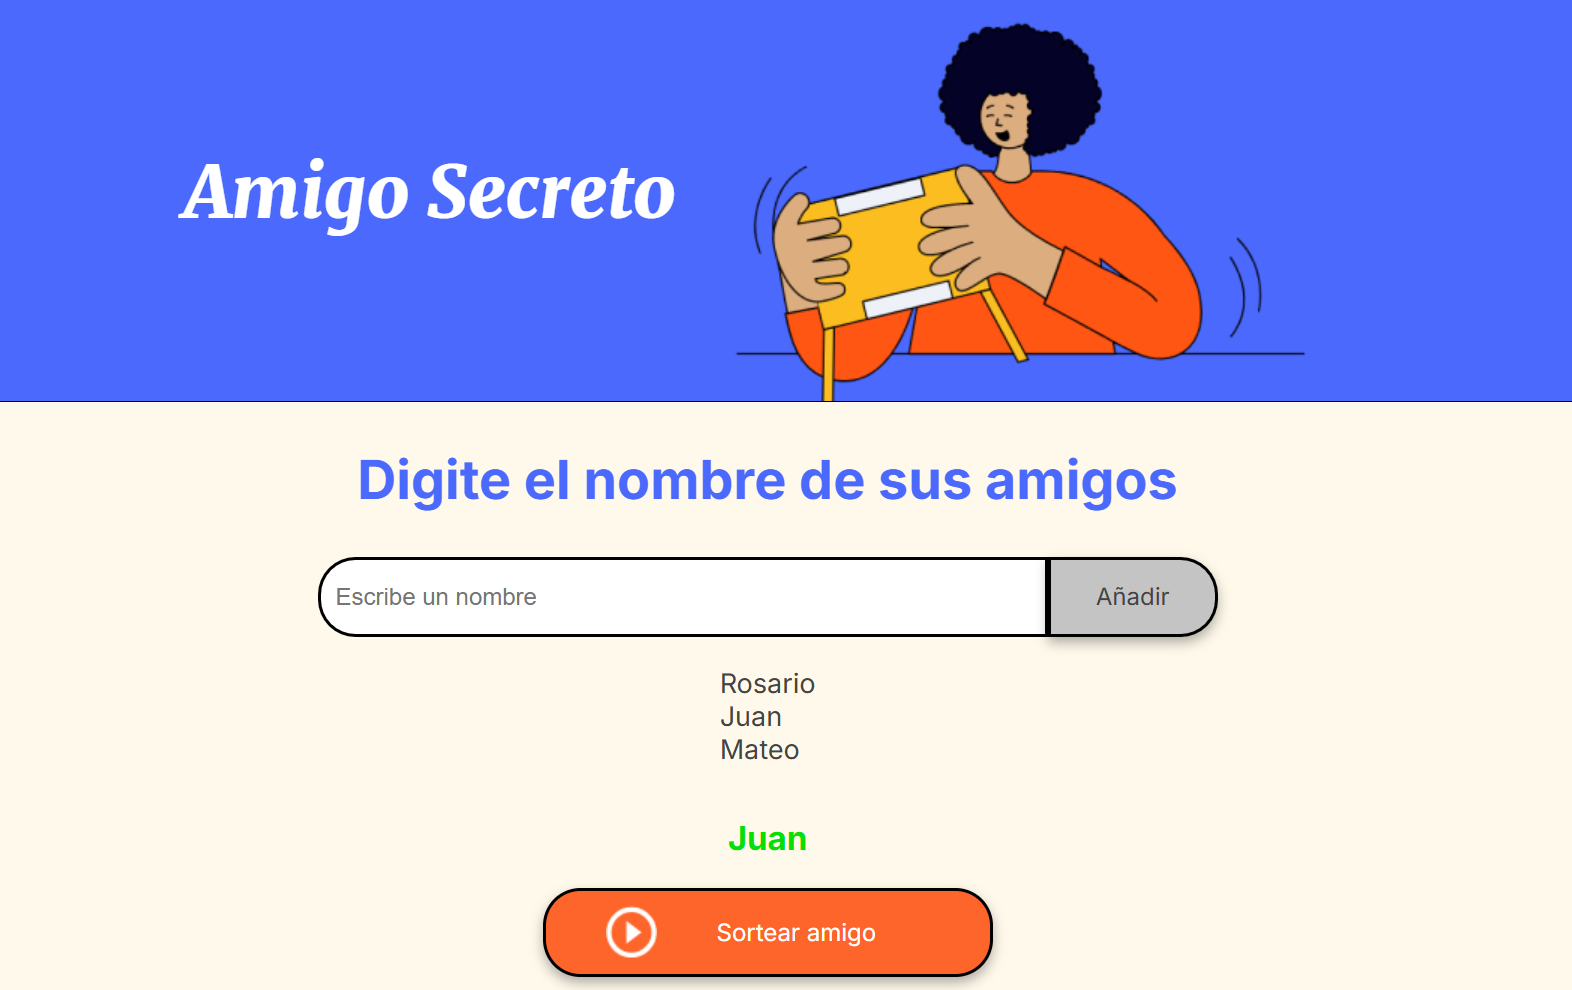 Amigo Secreto
Digite el nombre de sus amigos
Escribe un nombre
Añadir
Rosario
Juan
Mateo
Juan
Sortear amigo